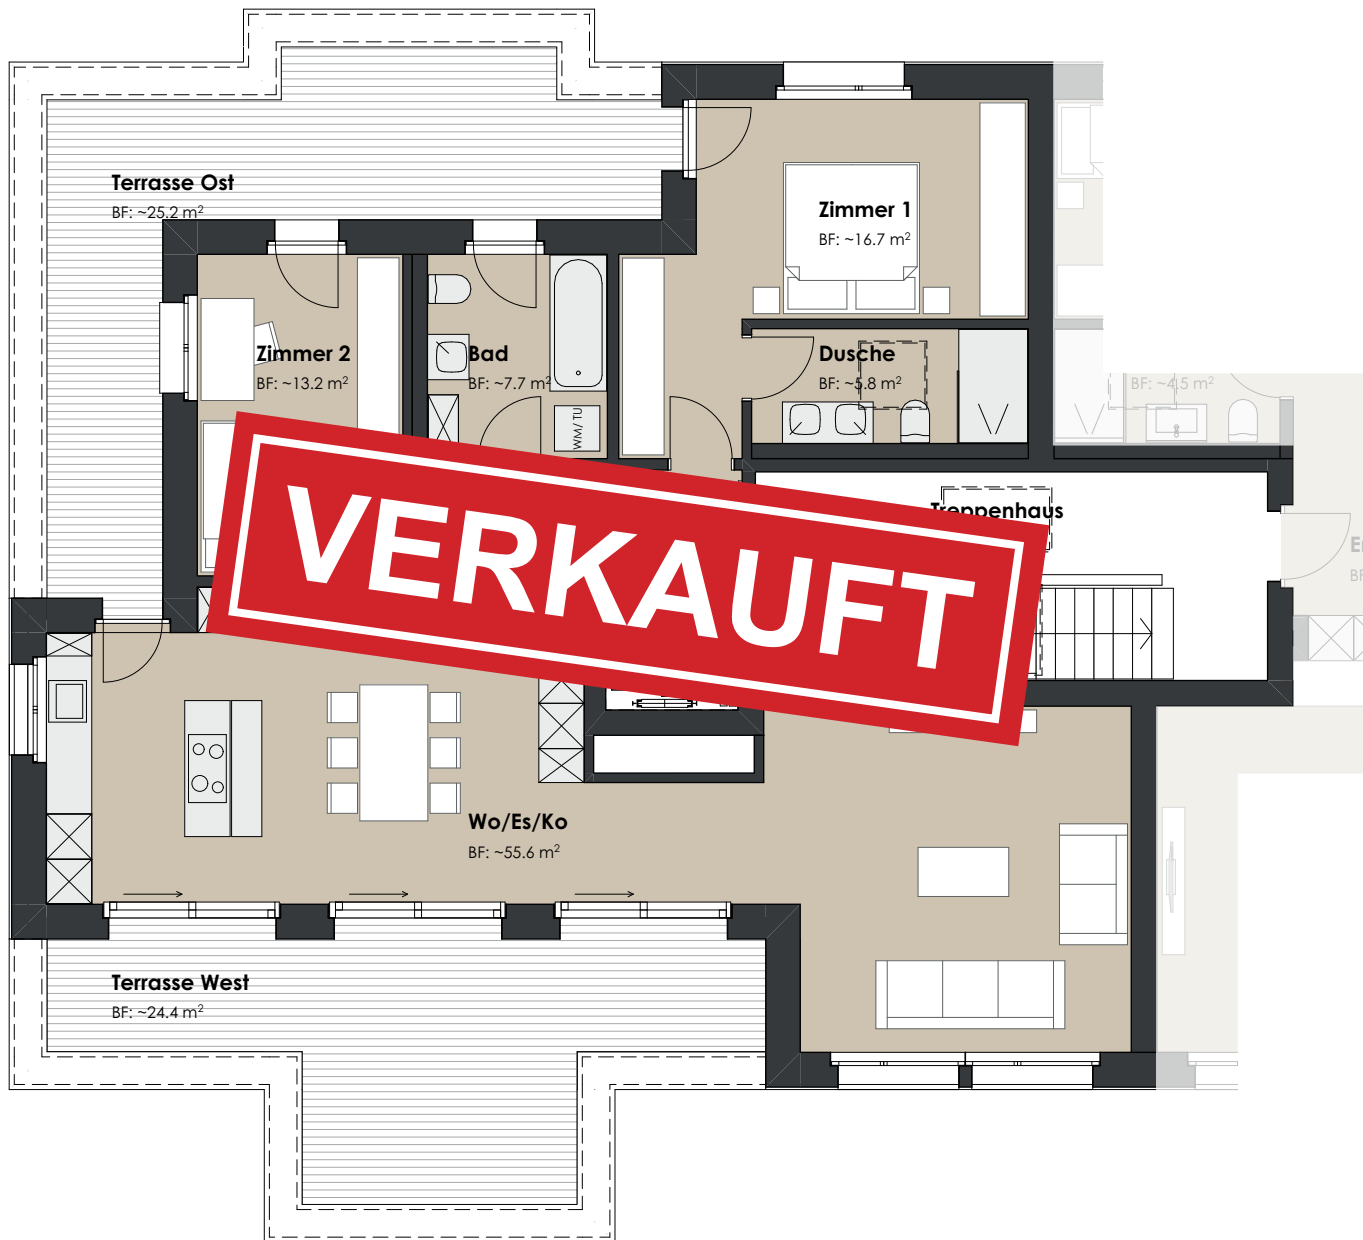 Terrasse Ost
BF: ~25.2 m²
Zimmer 1
BF: ~16.7 m²
Zimmer 2
BF: ~13.2 m²
Bad
BF: ~7.7 m²
Dusche
BF: ~5.8 m²
BF: ~4.5 m²
WM/ TU
Treppenhaus
VERKAUFT
Wo/Es/Ko
BF: ~55.6 m²
Terrasse West
BF: ~24.4 m²